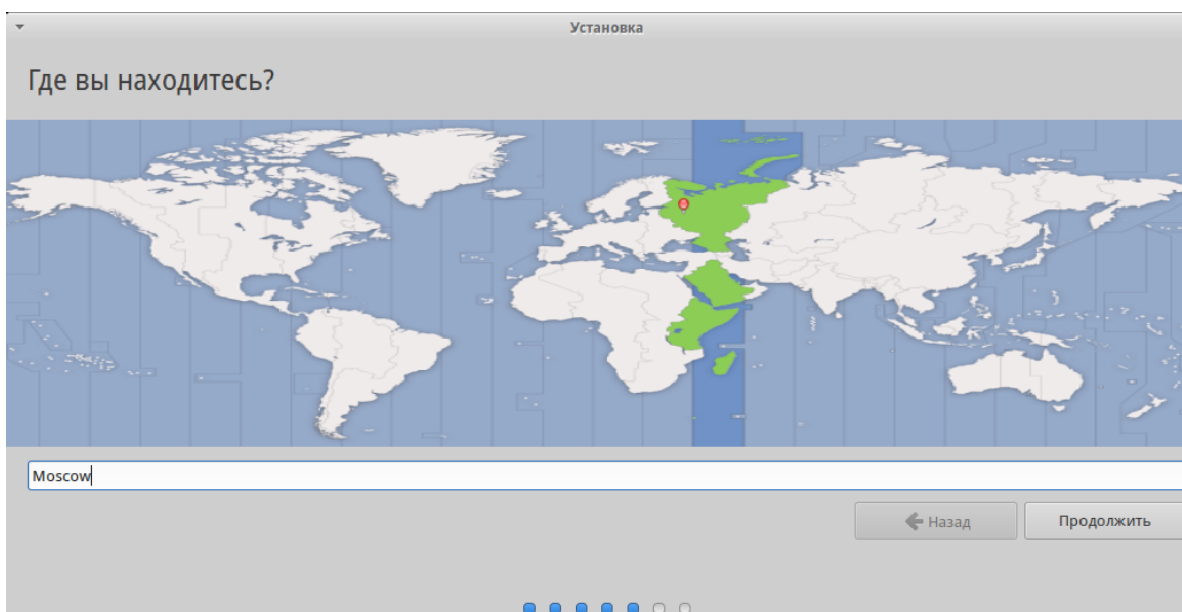 Установка
Где вы находитесь?
Moscow
Назад
Продолжить